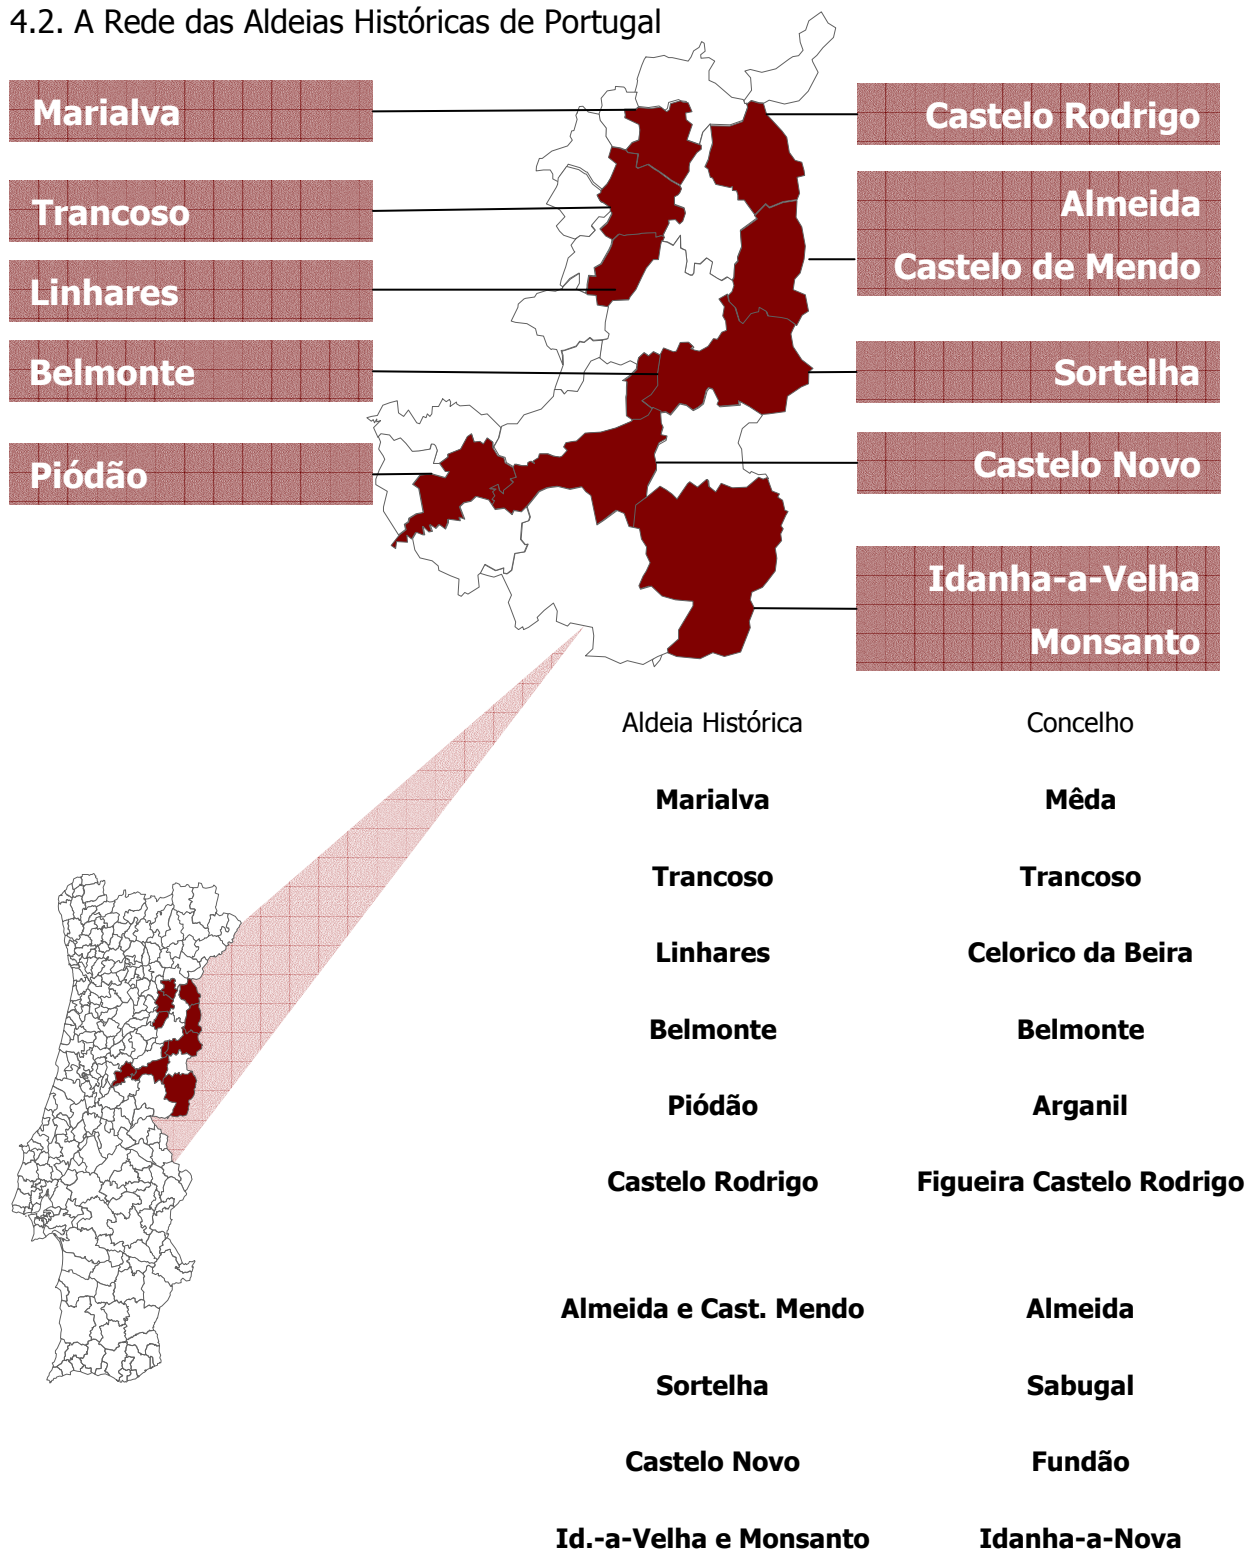 4.2. A Rede das Aldeias Históricas de Portugal
Marialva
Trancoso
Linhares
Belmonte
Piódão
Castelo Rodrigo
Almeida
Castelo de Mendo
Sortelha
Castelo Novo
Idanha-a-Velha
Monsanto
Aldeia Histórica Concelho
Marialva Mêda
Trancoso Trancoso
Linhares Celorico da Beira
Belmonte Belmonte
Piódão Arganil
Castelo Rodrigo Figueira Castelo Rodrigo
Almeida e Cast. Mendo Almeida
Sortelha Sabugal
Castelo Novo Fundão
Id.-a-Velha e Monsanto Idanha-a-Nova